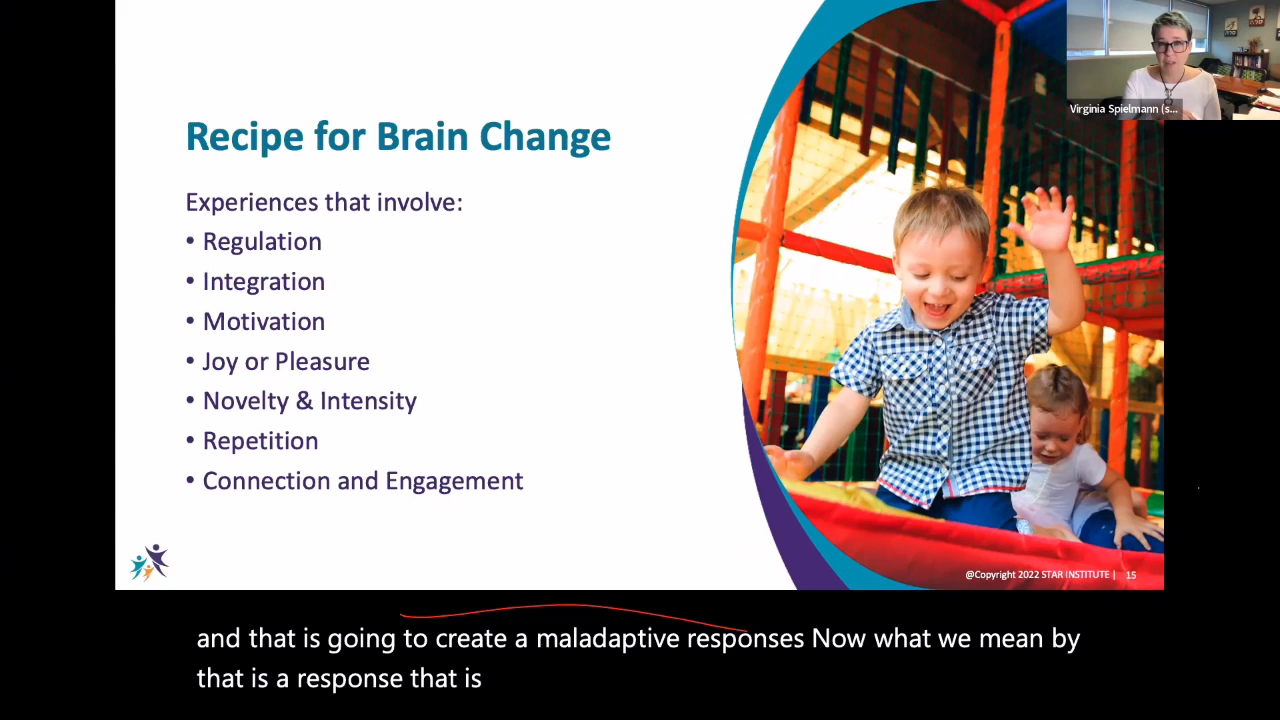 Virginia Spielmann (s...
Recipe for Brain Change
Experiences that involve:
• Regulation
• Integration
• Motivation
• Joy or Pleasure
• Novelty & Intensity
• Repetition
• Connection and Engagement
@Copyright 2022 STAR INSTITUTE | 15
and that is going to create a maladaptive responses Now what we mean by
that is a response that is